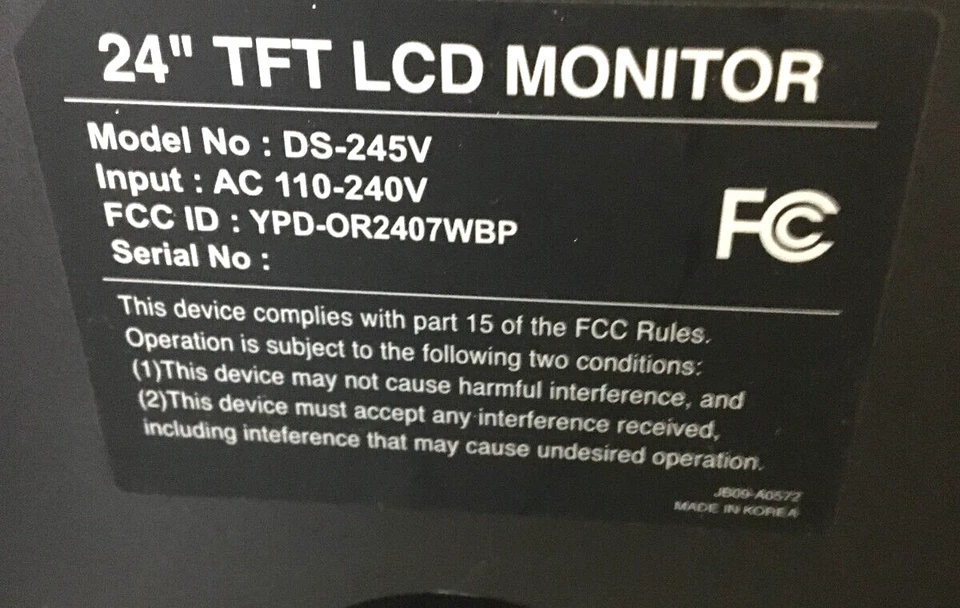 24" TFT LCD MONITOR
Model No : DS-245V
Input : AC 110-240V
FCC ID : YPD-OR2407WBP
Serial No :
FC
This device complies with part 15 of the FCC Rules.
Operation is subject to the following two conditions:
(1)This device may not cause harmful interference, and
(2)This device must accept any interference received,
including inteference that may cause undesired operation.
JB09-A0572
MADE IN KOREA